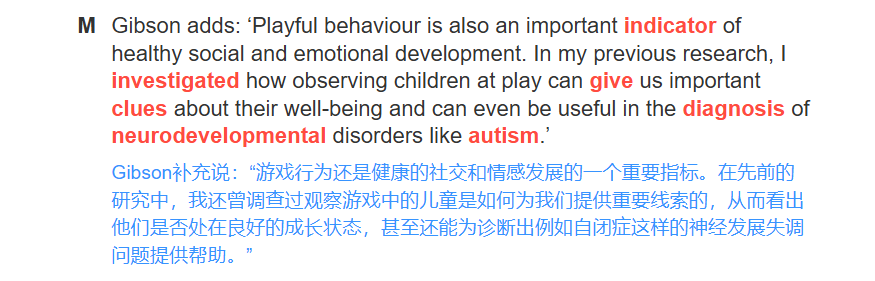 M Gibson adds: ‘Playful behaviour is also an important indicator of
healthy social and emotional development. In my previous research, I
investigated how observing children at play can give us important
clues about their well-being and can even be useful in the diagnosis of
neurodevelopmental disorders like autism.’
Gibson补充说：“游戏行为还是健康的社交和情感发展的一个重要指标。在先前的
研究中，我还曾调查过观察游戏中的儿童是如何为我们提供重要线索的，从而看出
他们是否处在良好的成长状态，甚至还能为诊断出例如自闭症这样的神经发展失调
问题提供帮助。”